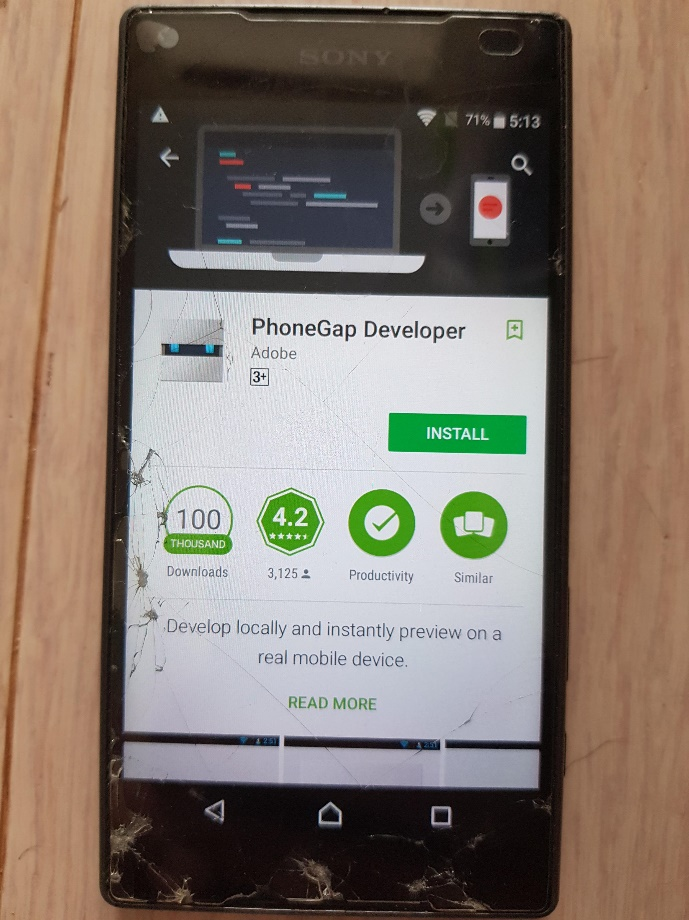 SONY
71% 5:13
PhoneGap Developer
Adobe
3+
INSTALL
100
THOUSAND
Downloads
4.2
3,125
Productivity
Similar
Develop locally and instantly preview on a
real mobile device.
READ MORE